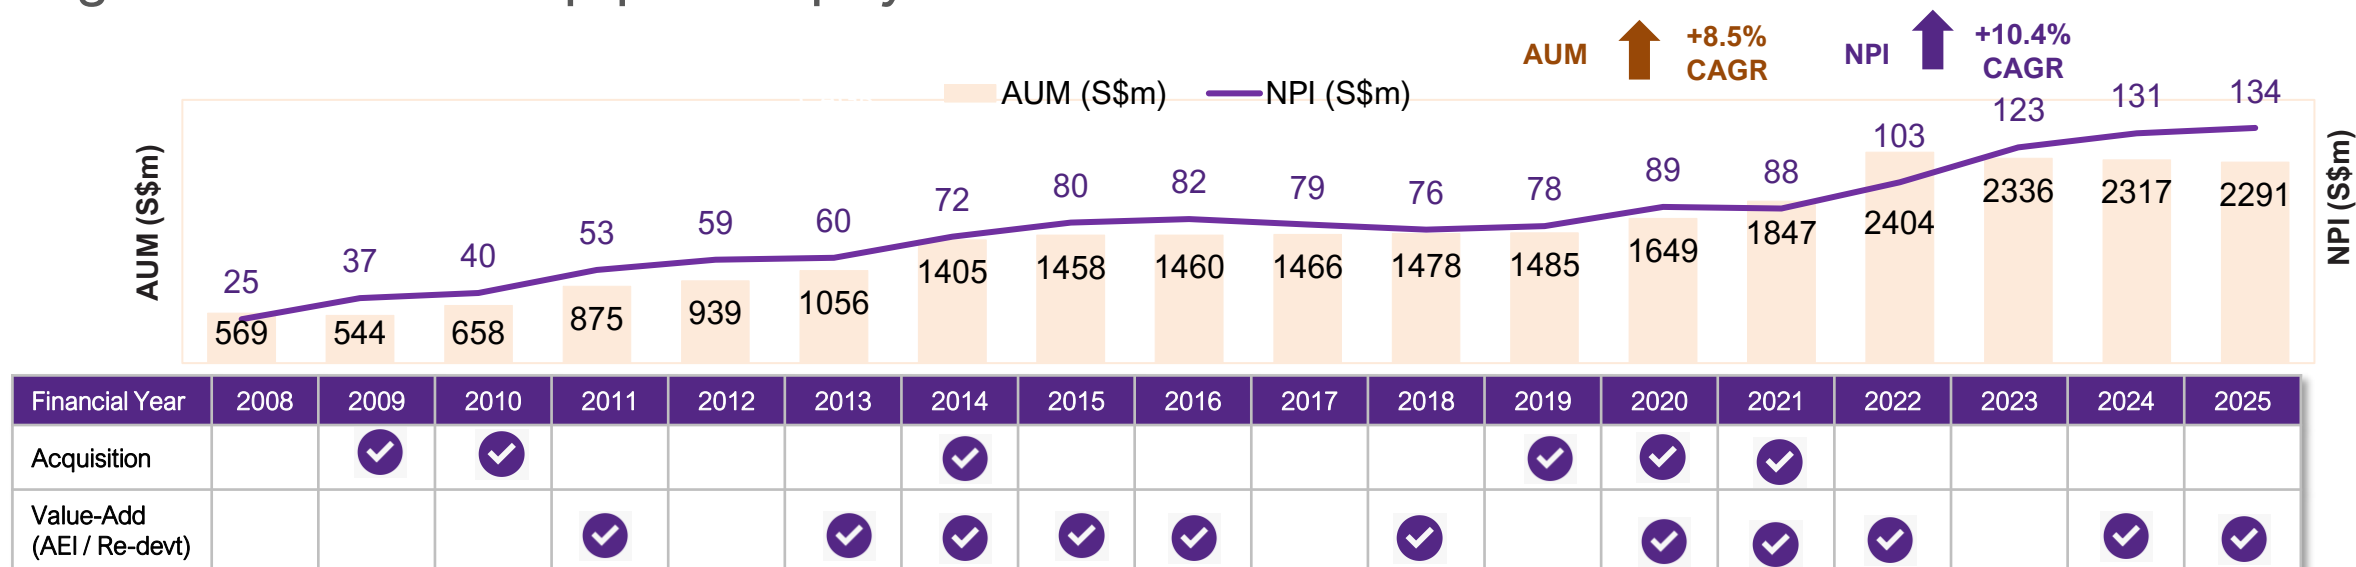 AUM
+8.5%
CAGR
NPI
+10.4%
CAGR
AUM (S$m)
NPI (S$m)
AUM (S$m)
NPI (S$m)
25 37 40 53 59 60 72 80 82 79 76 78 89 88 103 123 131 134
569 544 658 875 939 1056 1405 1458 1460 1466 1478 1485 1649 1847 2404 2336 2317 2291
Financial Year 2008 2009 2010 2011 2012 2013 2014 2015 2016 2017 2018 2019 2020 2021 2022 2023 2024 2025
Acquisition
Value-Add
(AEI / Re-devt)